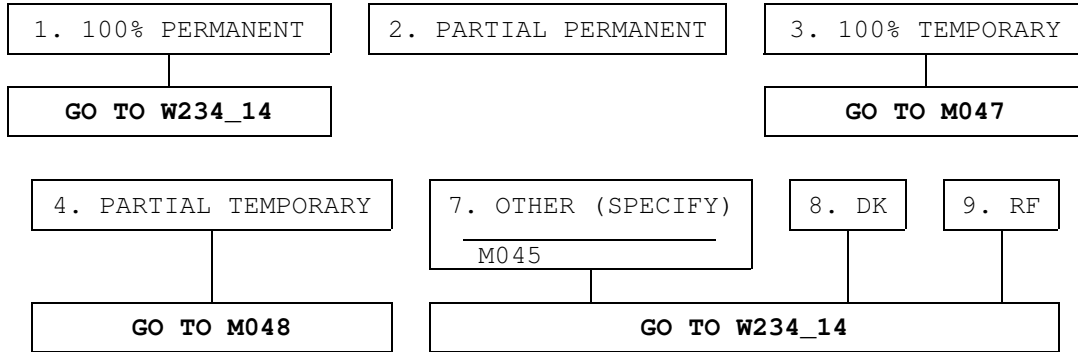 1. 100% PERMANENT 2. PARTIAL PERMANENT 3. 100% TEMPORARY
GO TO W234_14 GO TO M047
4. PARTIAL TEMPORARY 7. OTHER (SPECIFY) 8. DK 9. RF
M045
GO TO M048 GO TO W234_14